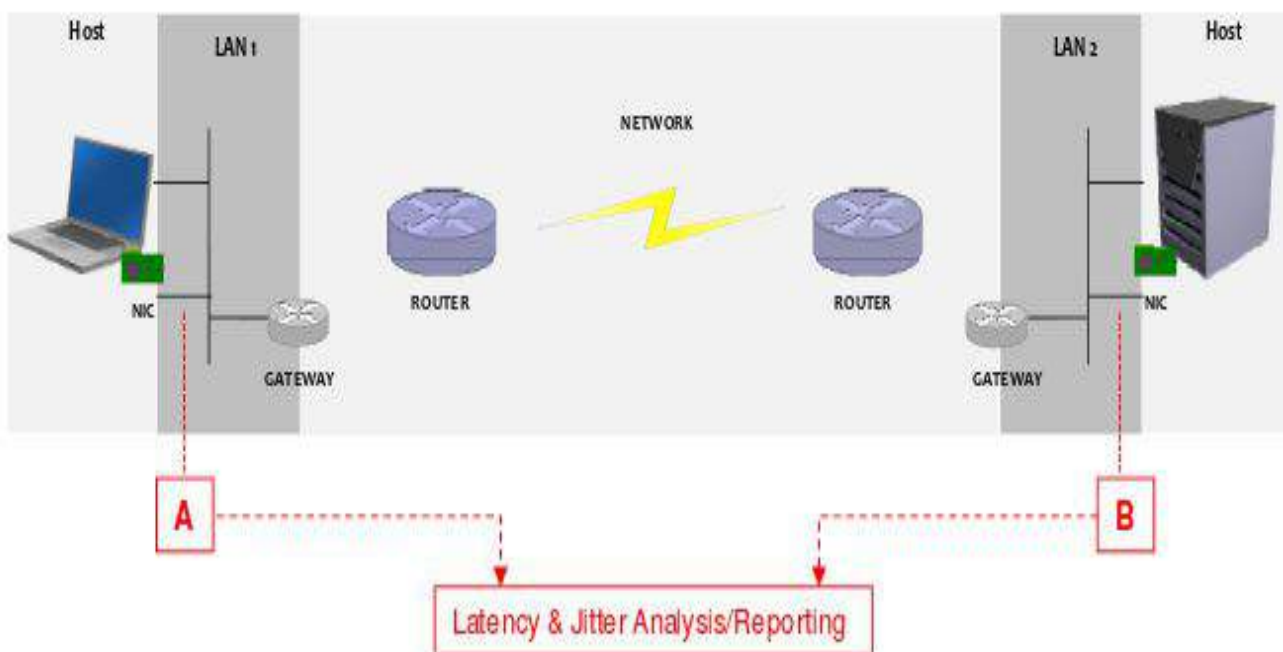 Host
LAN 1
LAN 2
Host
NETWORK
NIC
ROUTER
ROUTER
NIC
GATEWAY
GATEWAY
A
B
Latency & Jitter Analysis/Reporting